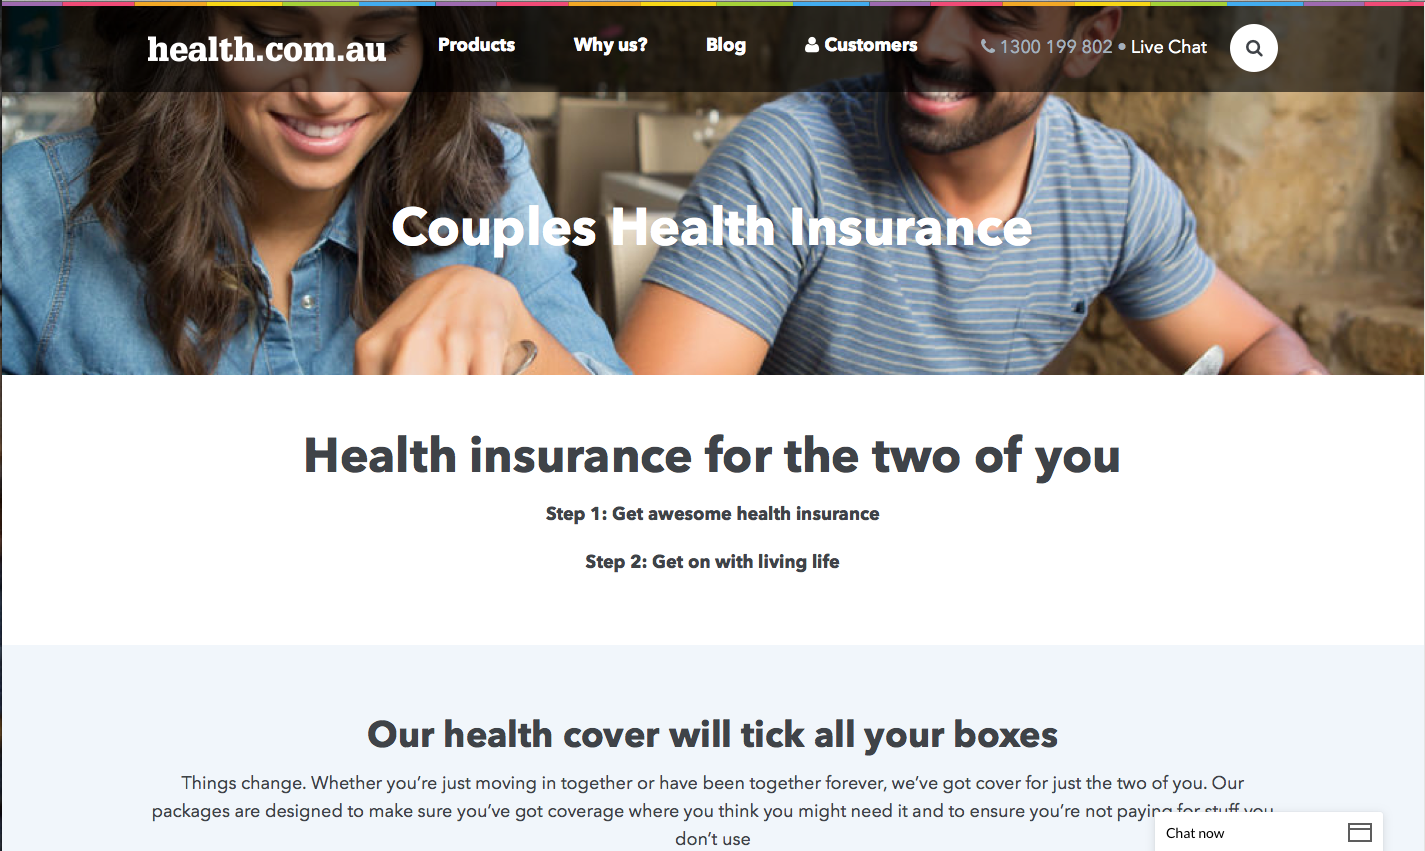 health.com.au
Products
Why us?
Blog
Customers
1300 199 802 • Live Chat
Couples Health Insurance
Health insurance for the two of you
Step 1: Get awesome health insurance
Step 2: Get on with living life
Our health cover will tick all your boxes
Things change. Whether you’re just moving in together or have been together forever, we’ve got cover for just the two of you. Our
packages are designed to make sure you’ve got coverage where you think you might need it and to ensure you’re not paying for stuff you
don’t use
Chat now